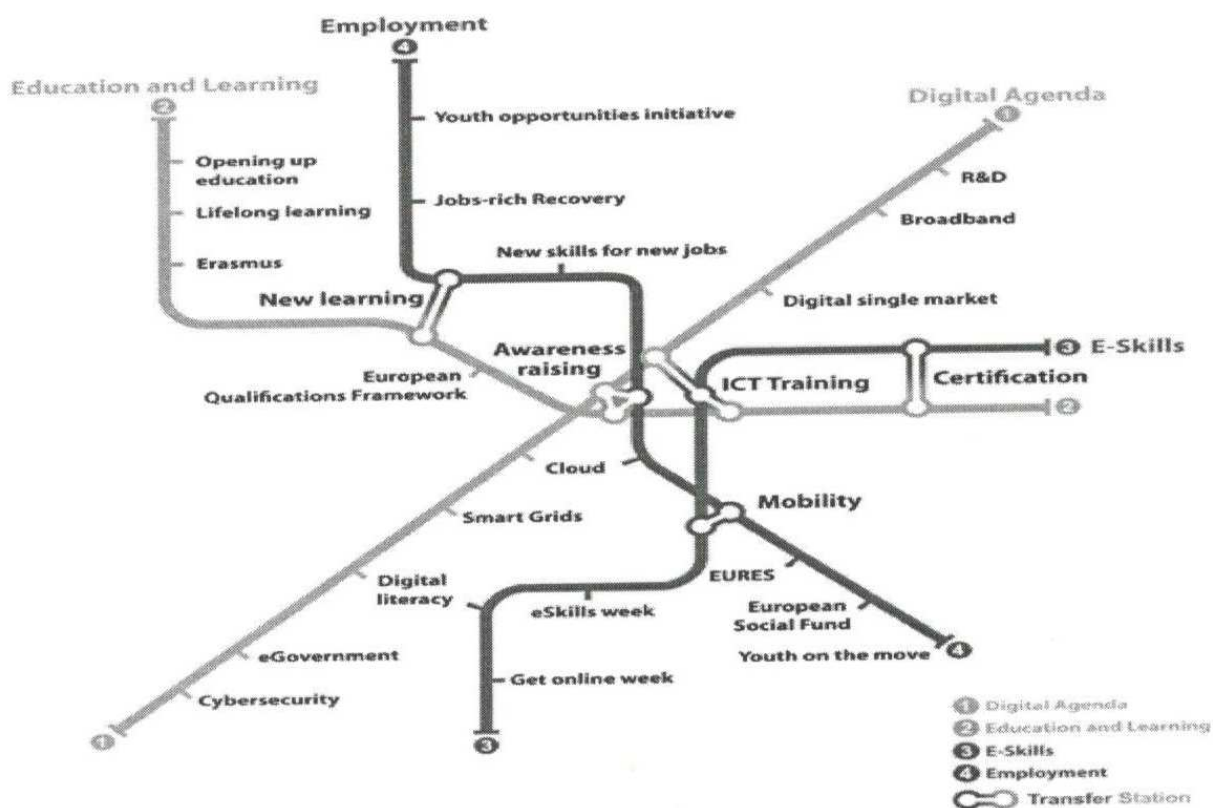 Employment
4
Education and Learning
2
Digital Agenda
1
Youth opportunities initiative
Opening up
education
R&D
Jobs-rich Recovery
Lifelong learning
Broadband
New skills for new jobs
Erasmus
New learning
Digital single market
Awareness
raising
3 E-Skills
European
Qualifications Framework
ICT Training
Certification
2
Cloud
Mobility
Smart Grids
Digital
literacy
EURES
eSkills week
European
Social Fund
eGovernment
Youth on the move
4
Get online week
Cybersecurity
1
3
1 Digital Agenda
2 Education and Learning
3 E-Skills
4 Employment
Transfer Station